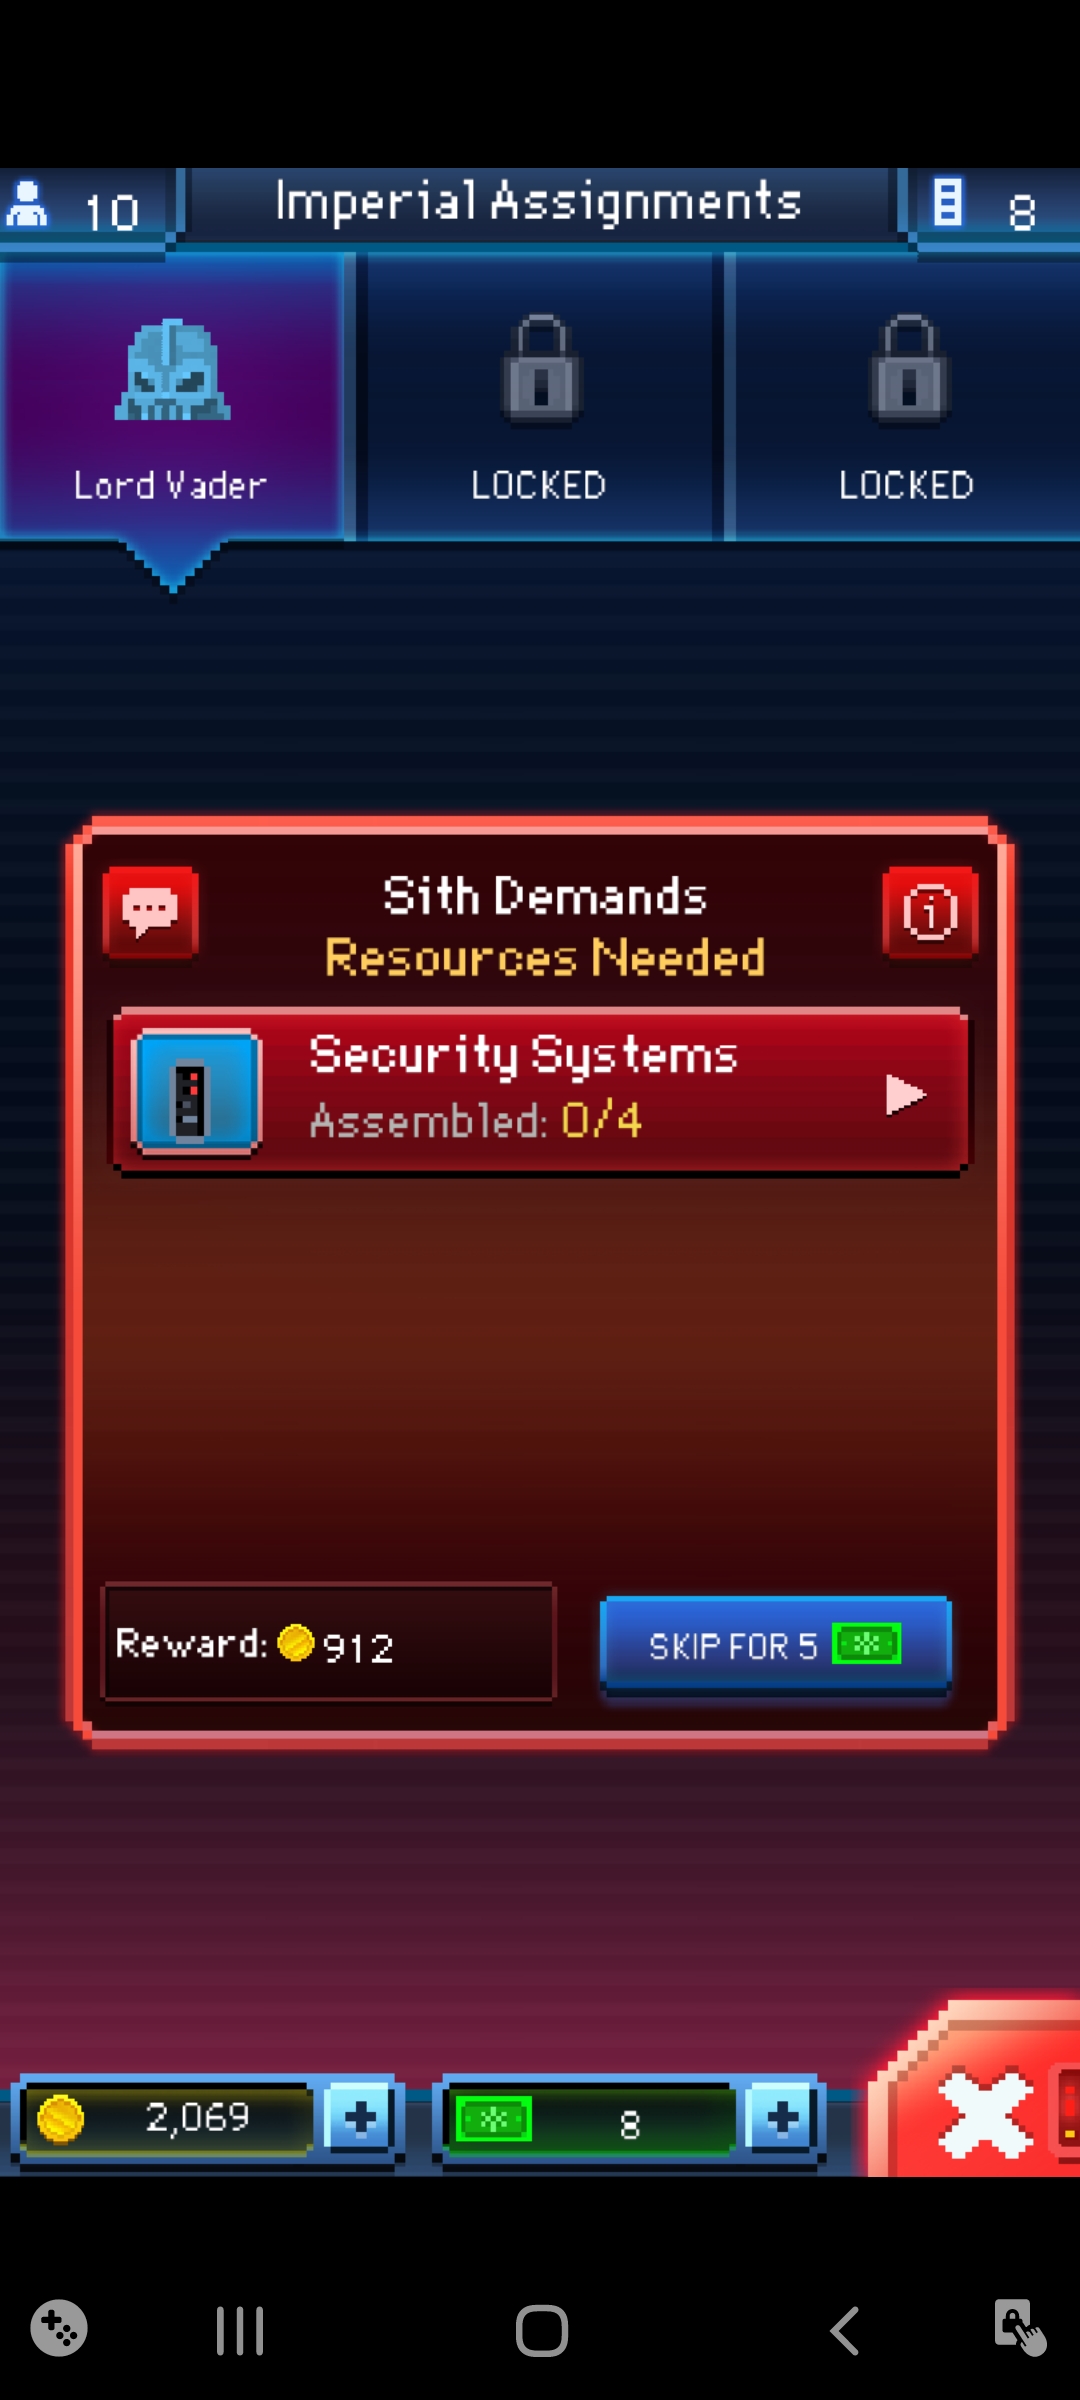 10
Imperial Assignments
8
Lord Vader
LOCKED
LOCKED
Sith Demands
Resources Needed
Security Systems
Assembled: 0/4
Reward: 912
SKIP FOR 5
2,069
8